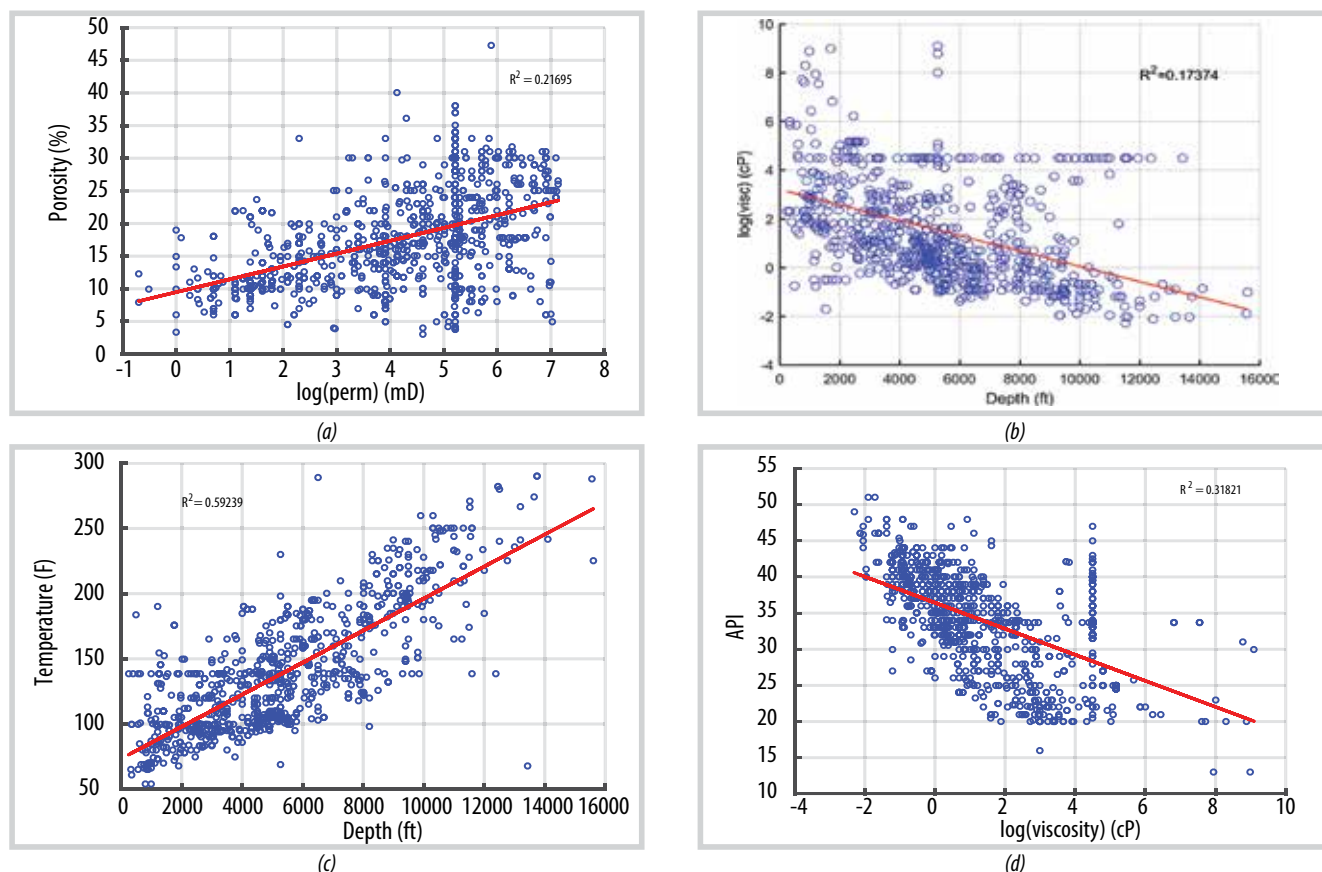 50
45
40
35
30
25
20
15
10
5
0
Porosity (%)
R² = 0.21695
-1 0 1 2 3 4 5 6 7 8
log(perm) (mD)
(a)
10
8
6
4
2
0
-2
-4
log(visc) (cP)
R²=0.17374
0 2000 4000 6000 8000 10000 12000 14000 16000
Depth (ft)
(b)
300
250
200
150
100
50
Temperature (F)
R² = 0.59239
0 2000 4000 6000 8000 10000 12000 14000 16000
Depth (ft)
(c)
55
50
45
40
35
30
25
20
15
10
API
R² = 0.31821
-4 -2 0 2 4 6 8 10
log(viscosity) (cP)
(d)